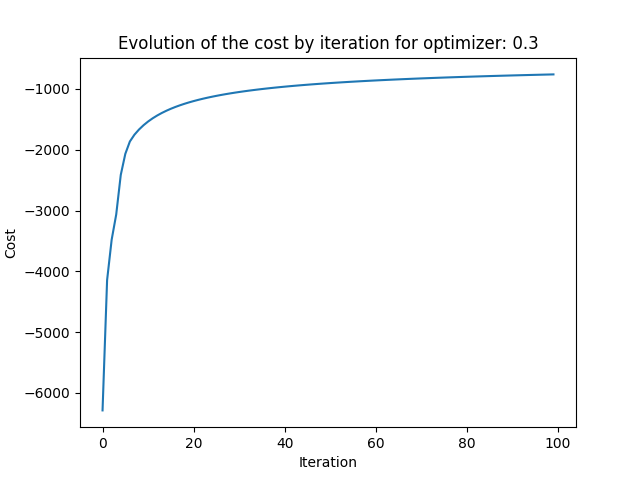 Evolution of the cost by iteration for optimizer: 0.3
−1000
−2000
−3000
−4000
−5000
−6000
Cost
0 20 40 60 80 100
Iteration